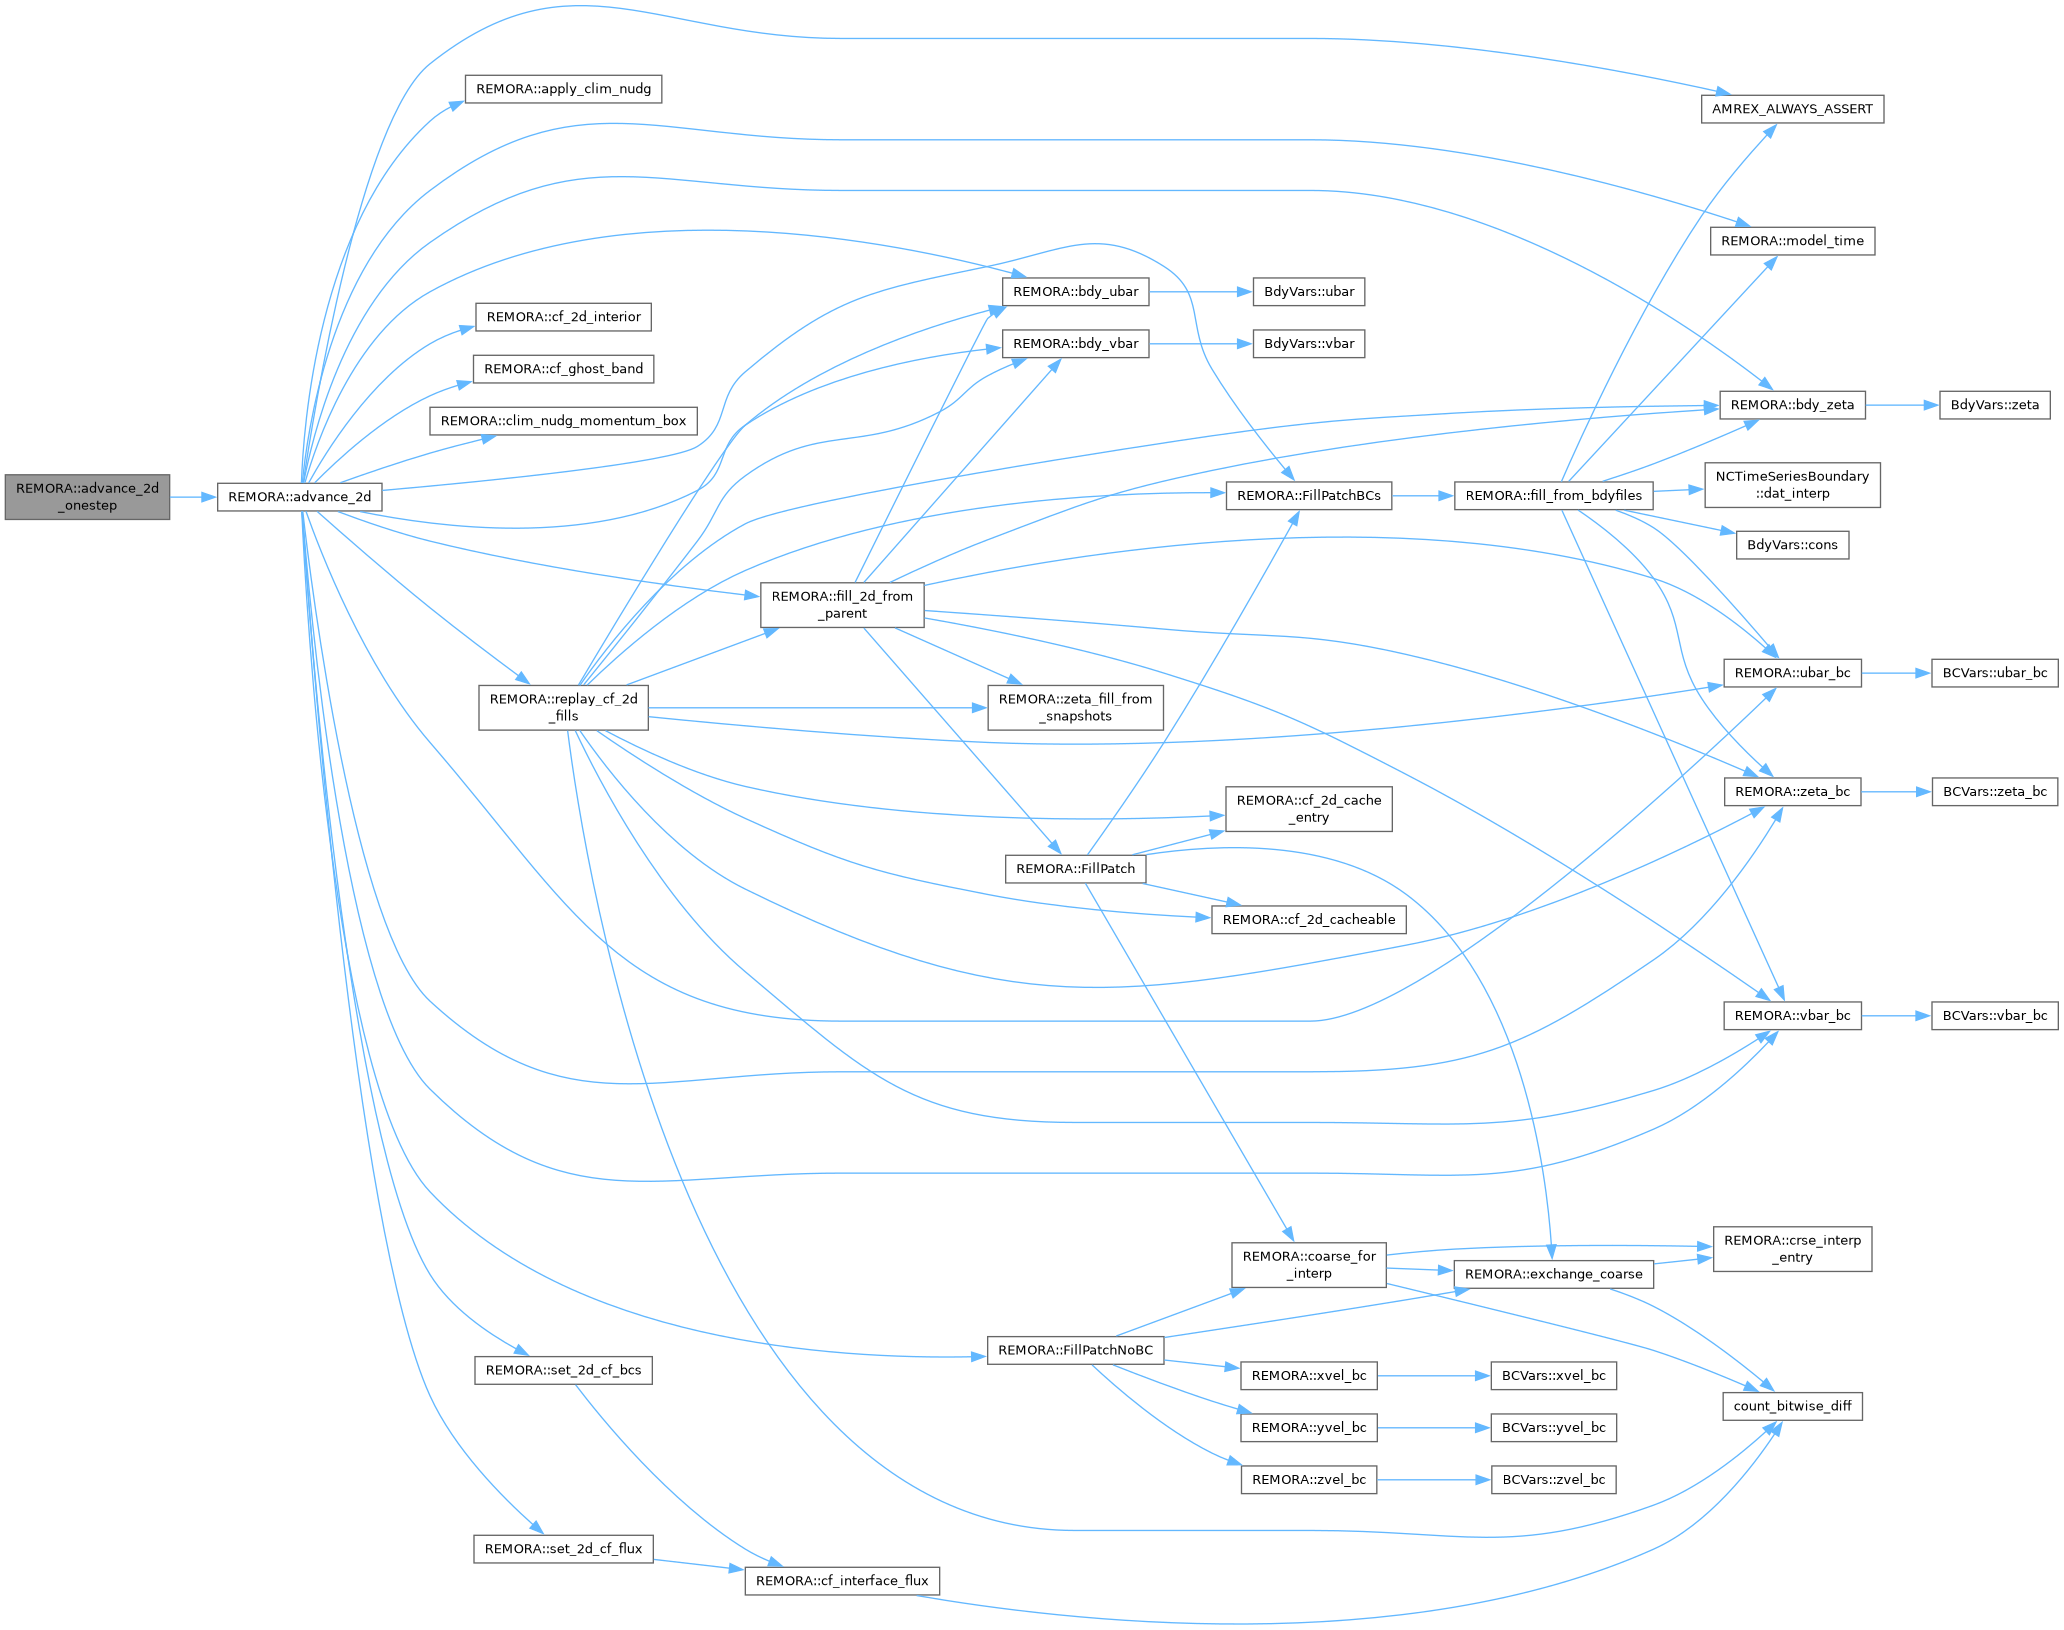 REMORA::advance_2d
_onestep
REMORA::advance_2d
REMORA::apply_clim_nudg
REMORA::cf_2d_interior
REMORA::cf_ghost_band
REMORA::clim_nudg_momentum_box
REMORA::replay_cf_2d
_fills
REMORA::set_2d_cf_bcs
REMORA::set_2d_cf_flux
REMORA::fill_2d_from
_parent
REMORA::cf_interface_flux
REMORA::bdy_ubar
REMORA::bdy_vbar
REMORA::zeta_fill_from
_snapshots
REMORA::FillPatch
REMORA::FillPatchNoBC
BdyVars::ubar
BdyVars::vbar
REMORA::FillPatchBCs
REMORA::cf_2d_cache
_entry
REMORA::cf_2d_cacheable
REMORA::coarse_for
_interp
REMORA::xvel_bc
REMORA::yvel_bc
REMORA::zvel_bc
REMORA::fill_from_bdyfiles
REMORA::exchange_coarse
BCVars::xvel_bc
BCVars::yvel_bc
BCVars::zvel_bc
AMREX_ALWAYS_ASSERT
REMORA::model_time
REMORA::bdy_zeta
NCTimeSeriesBoundary
::dat_interp
BdyVars::cons
REMORA::ubar_bc
REMORA::zeta_bc
REMORA::vbar_bc
REMORA::crse_interp
_entry
count_bitwise_diff
BdyVars::zeta
BCVars::ubar_bc
BCVars::zeta_bc
BCVars::vbar_bc